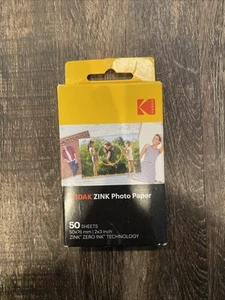 KODAK ZINK Photo Paper
50 SHEETS
50x76 mm | 2x3 inch
ZINK® ZERO INK® TECHNOLOGY